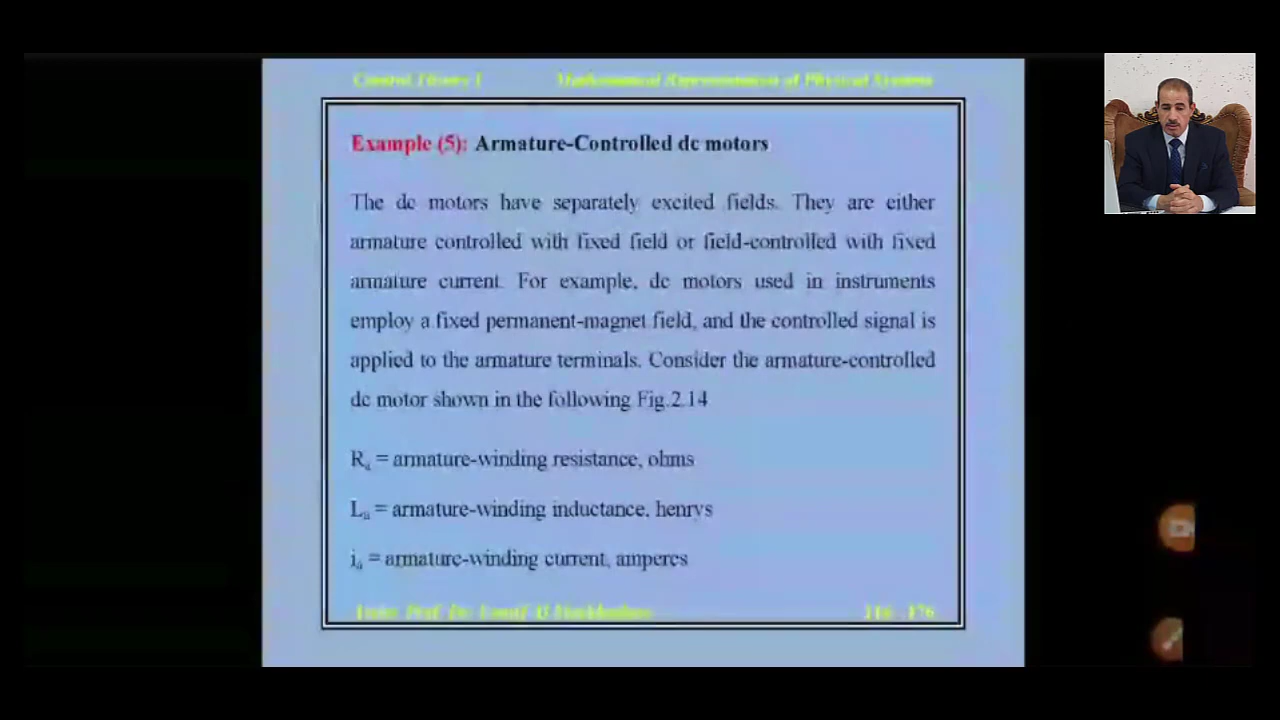 Control Theory I Mathematical Representation of Physical Systems
Example (5): Armature-Controlled dc motors
The dc motors have separately excited fields. They are either
armature controlled with fixed field or field-controlled with fixed
armature current. For example, dc motors used in instruments
employ a fixed permanent-magnet field, and the controlled signal is
applied to the armature terminals. Consider the armature-controlled
dc motor shown in the following Fig.2.14
Rₐ = armature-winding resistance, ohms
Lₐ = armature-winding inductance, henrys
iₐ = armature-winding current, amperes
Prof. Dr.